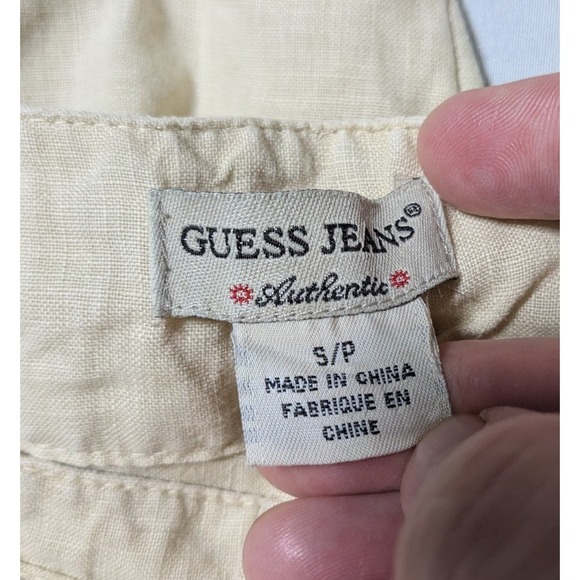 GUESS JEANS®
Authentic
S/P
MADE IN CHINA
FABRIQUE EN
CHINE